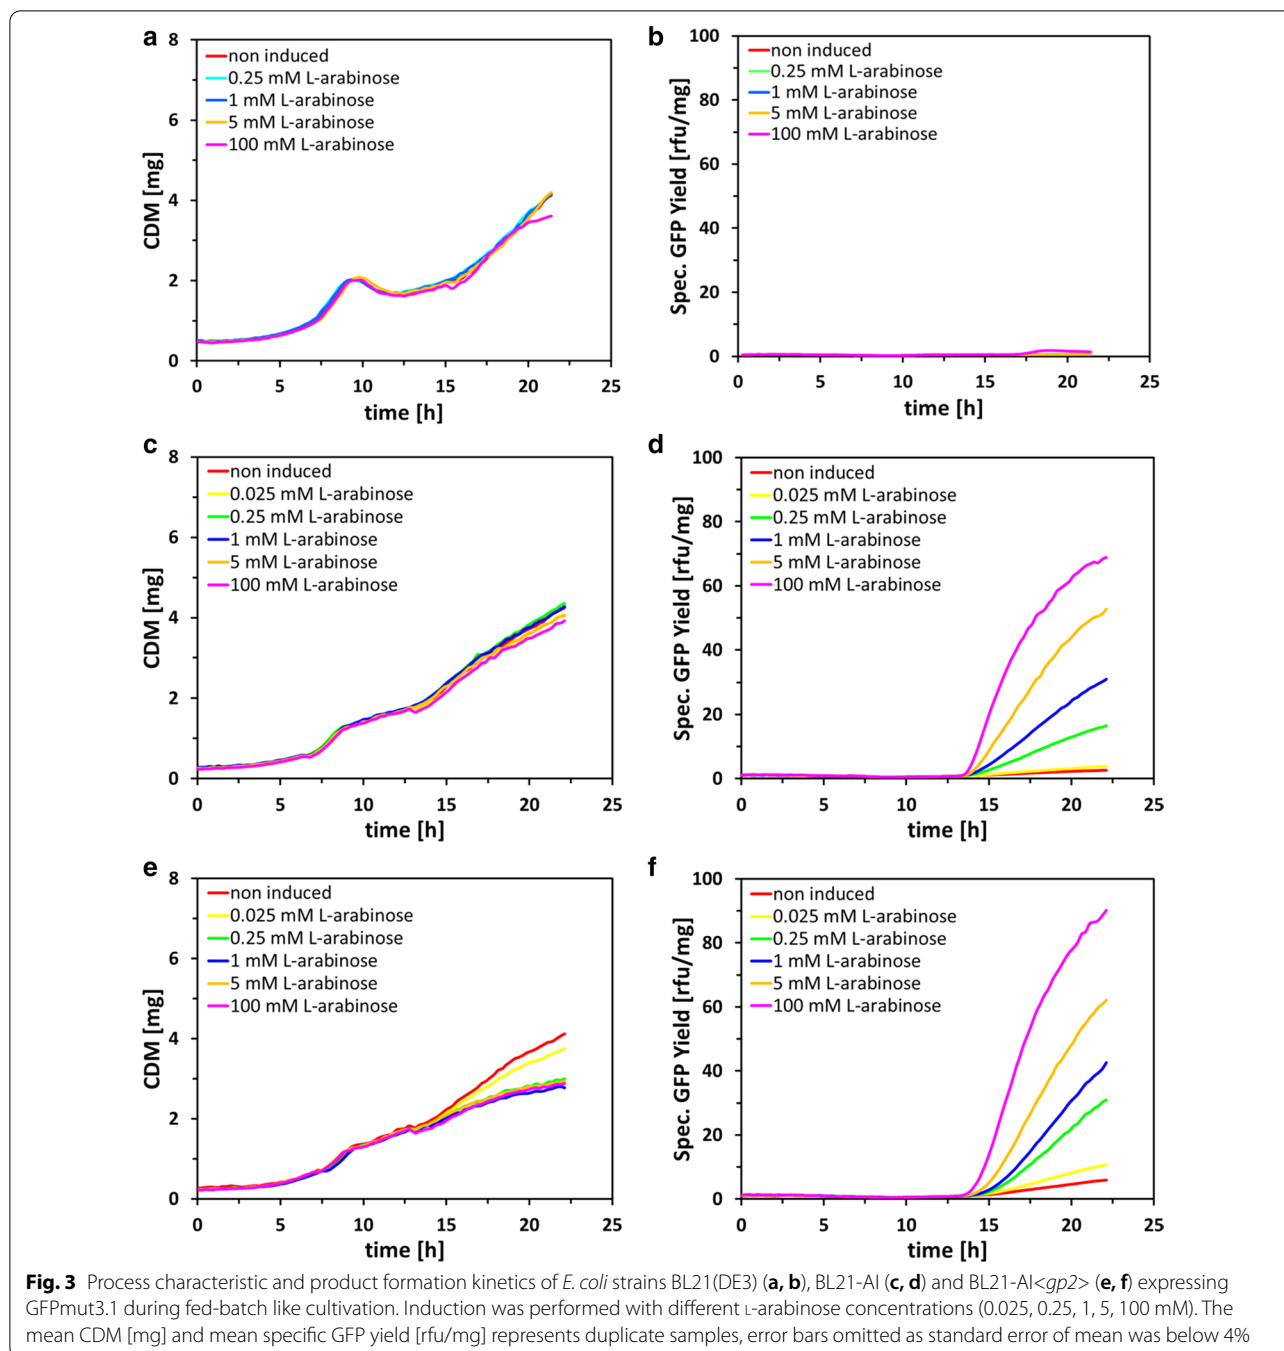 a
8
6
4
2
0
CDM [mg]
non induced
0.25 mM L-arabinose
1 mM L-arabinose
5 mM L-arabinose
100 mM L-arabinose
0 5 10 15 20 25
time [h]
b
100
80
60
40
20
0
Spec. GFP Yield [rfu/mg]
non induced
0.25 mM L-arabinose
1 mM L-arabinose
5 mM L-arabinose
100 mM L-arabinose
0 5 10 15 20 25
time [h]
c
8
6
4
2
0
CDM [mg]
non induced
0.025 mM L-arabinose
0.25 mM L-arabinose
1 mM L-arabinose
5 mM L-arabinose
100 mM L-arabinose
0 5 10 15 20 25
time [h]
d
100
80
60
40
20
0
Spec. GFP Yield [rfu/mg]
non induced
0.025 mM L-arabinose
0.25 mM L-arabinose
1 mM L-arabinose
5 mM L-arabinose
100 mM L-arabinose
0 5 10 15 20 25
time [h]
e
8
6
4
2
0
CDM [mg]
non induced
0.025 mM L-arabinose
0.25 mM L-arabinose
1 mM L-arabinose
5 mM L-arabinose
100 mM L-arabinose
0 5 10 15 20 25
time [h]
f
100
80
60
40
20
0
Spec. GFP Yield [rfu/mg]
non induced
0.025 mM L-arabinose
0.25 mM L-arabinose
1 mM L-arabinose
5 mM L-arabinose
100 mM L-arabinose
0 5 10 15 20 25
time [h]
Fig. 3 Process characteristic and product formation kinetics of E. coli strains BL21(DE3) (a, b), BL21-AI (c, d) and BL21-AI<gp2> (e, f) expressing
GFPmut3.1 during fed-batch like cultivation. Induction was performed with different L-arabinose concentrations (0.025, 0.25, 1, 5, 100 mM). The
mean CDM [mg] and mean specific GFP yield [rfu/mg] represents duplicate samples, error bars omitted as standard error of mean was below 4%